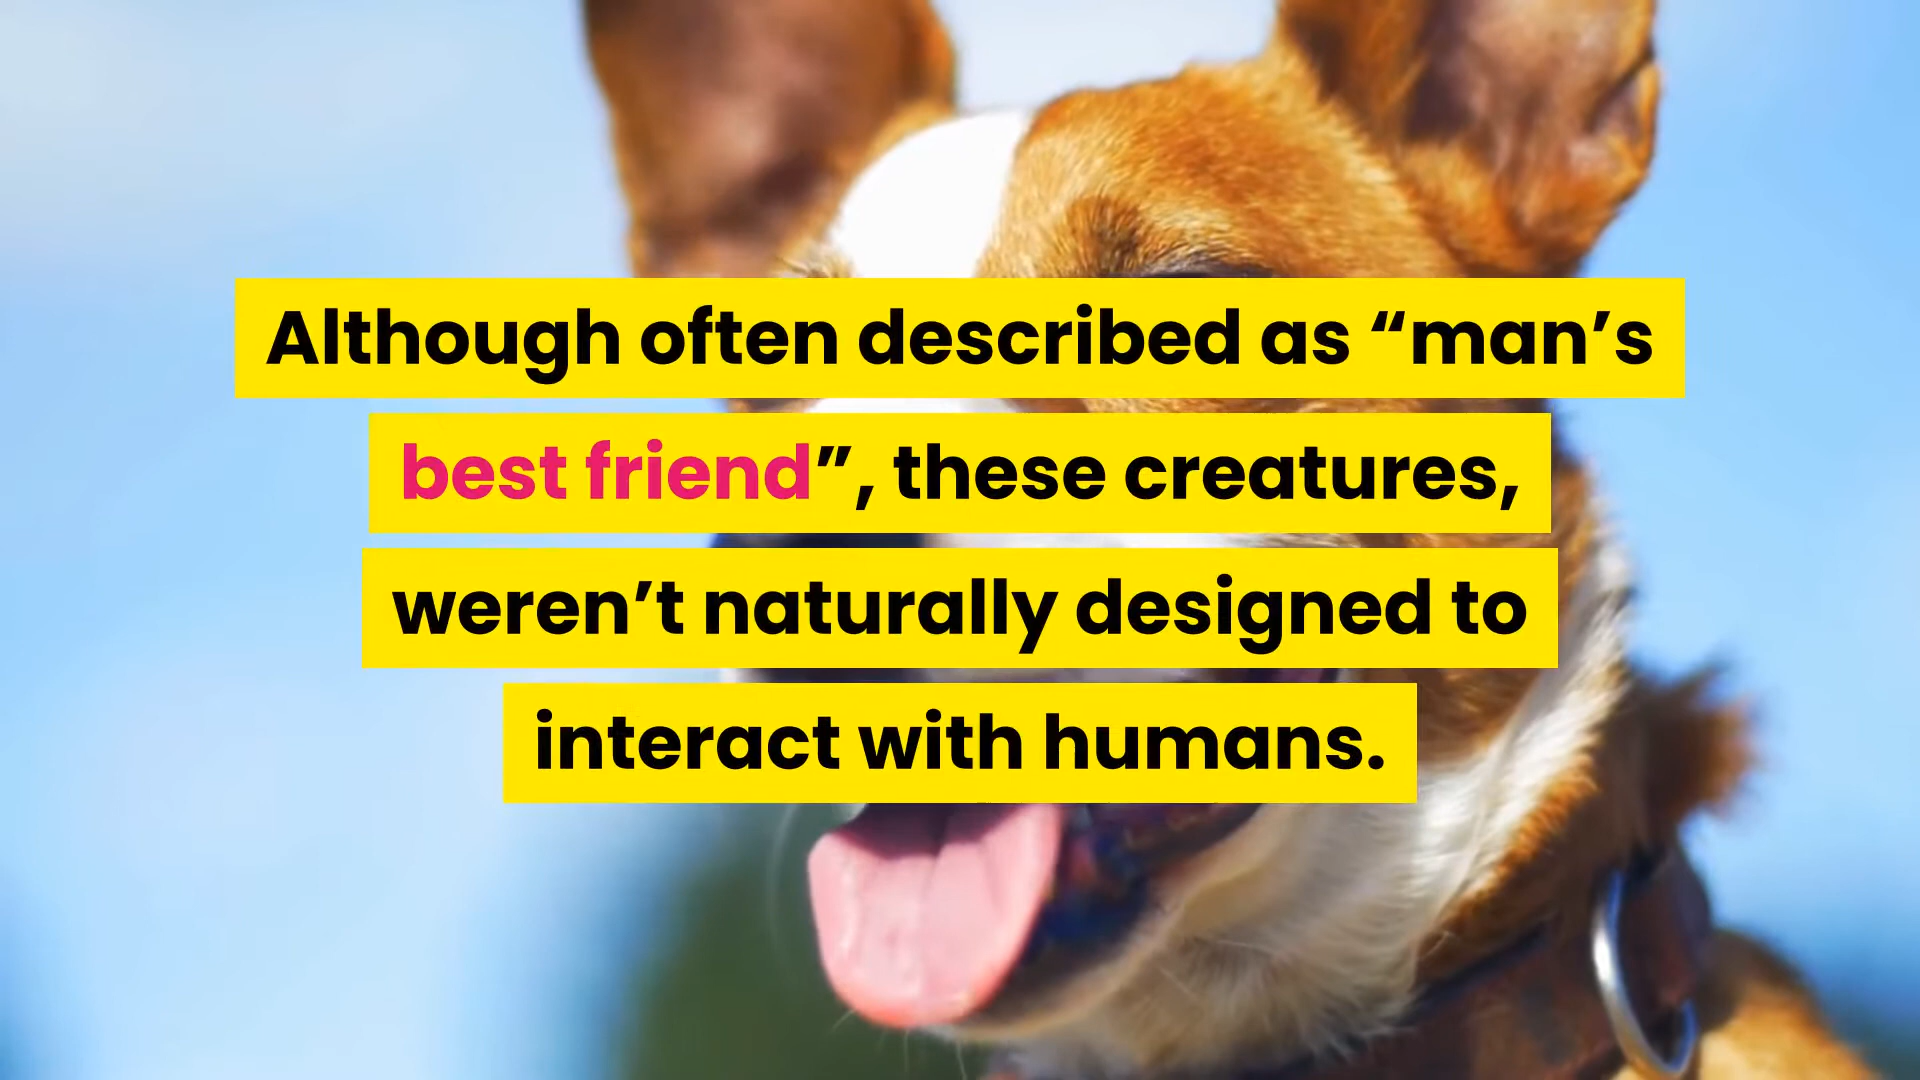 Although often described as “man’s
best friend”, these creatures,
weren’t naturally designed to
interact with humans.